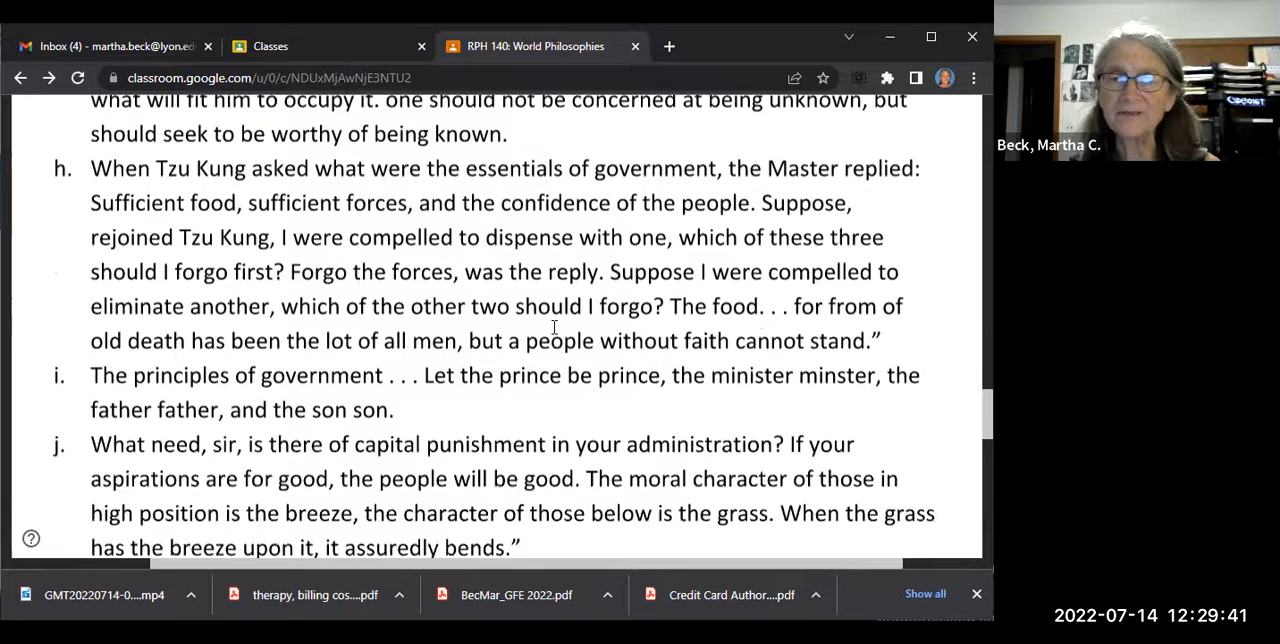 Inbox (4) - martha.beck@lyon.ed
Classes
RPH 140: World Philosophies
classroom.google.com/u/0/c/NDUxMjAwNjE3NTU2
what will fit him to occupy it. one should not be concerned at being unknown, but
should seek to be worthy of being known.
h. When Tzu Kung asked what were the essentials of government, the Master replied:
Sufficient food, sufficient forces, and the confidence of the people. Suppose,
rejoined Tzu Kung, I were compelled to dispense with one, which of these three
should I forgo first? Forgo the forces, was the reply. Suppose I were compelled to
eliminate another, which of the other two should I forgo? The food. . . for from of
old death has been the lot of all men, but a people without faith cannot stand.”
i. The principles of government . . . Let the prince be prince, the minister minster, the
father father, and the son son.
j. What need, sir, is there of capital punishment in your administration? If your
aspirations are for good, the people will be good. The moral character of those in
high position is the breeze, the character of those below is the grass. When the grass
has the breeze upon it, it assuredly bends.”
GMT20220714-0....mp4
therapy, billing cos....pdf
BecMar_GFE 2022.pdf
Credit Card Author....pdf
Show all
Beck, Martha C.
2022-07-14 12:29:41